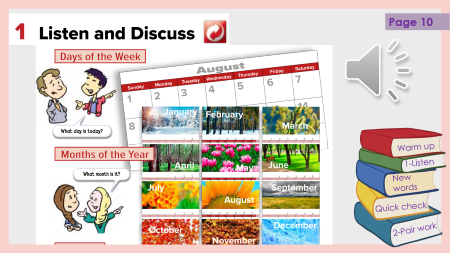 Page 10
1 Listen and Discuss
Days of the Week
What day is today?
Months of the Year
What month is it?
August
Sunday Monday Tuesday Wednesday Thursday Friday Saturday
1 2 3 4 5 6 7
8
January February March
April May June
July August September
October November December
Warm up
1-Listen
New
words
Quick check
2-Pair work